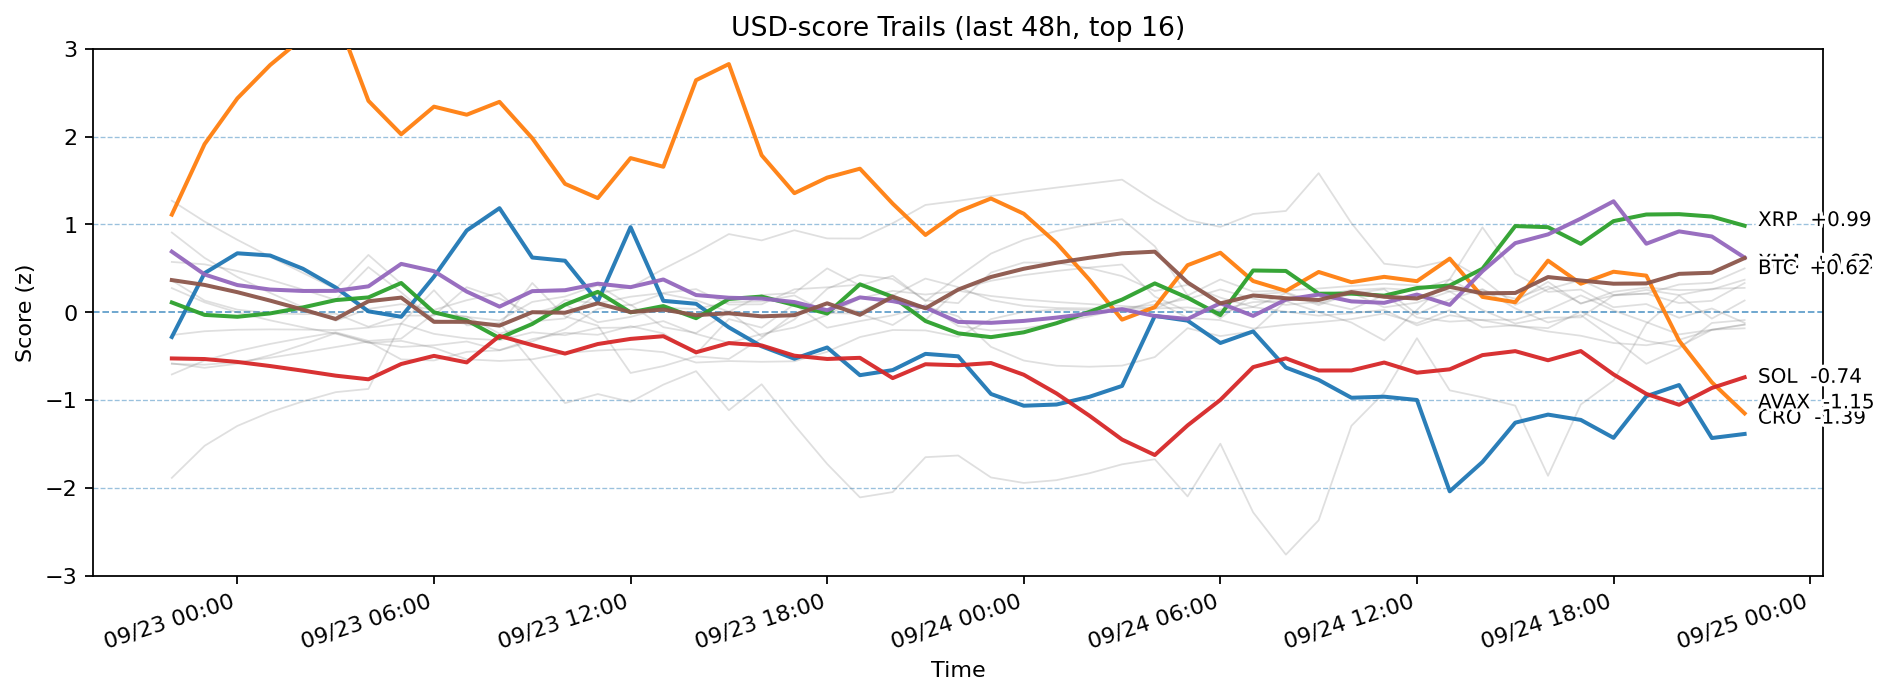 USD-score Trails (last 48h, top 16)
Score (z)
3
2
1
0
−1
−2
−3
XRP +0.99
BTC +0.62
SOL -0.74
AVAX -1.15
CRO -1.39
09/23 00:00
09/23 06:00
09/23 12:00
09/23 18:00
09/24 00:00
09/24 06:00
09/24 12:00
09/24 18:00
09/25 00:00
Time